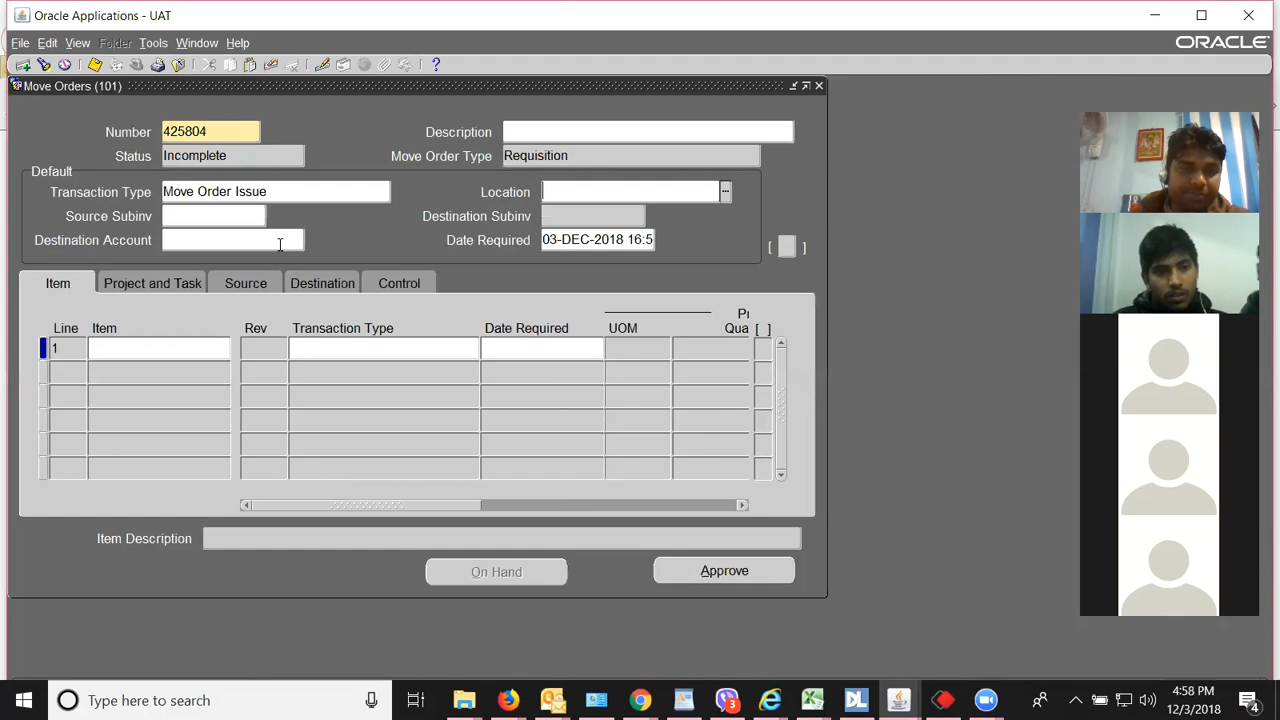 Oracle Applications - UAT
File Edit View Folder Tools Window Help
ORACLE
Move Orders (101)
Number 425804 Description
Status Incomplete Move Order Type Requisition
Default
Transaction Type Move Order Issue Location
Source Subinv Destination Subinv
Destination Account Date Required 03-DEC-2018 16:5
[ ]
Item Project and Task Source Destination Control
Pr
Line Item Rev Transaction Type Date Required UOM Qua [ ]
1
Item Description
On Hand Approve
Type here to search
3
DL
4:58 PM
12/3/2018
4